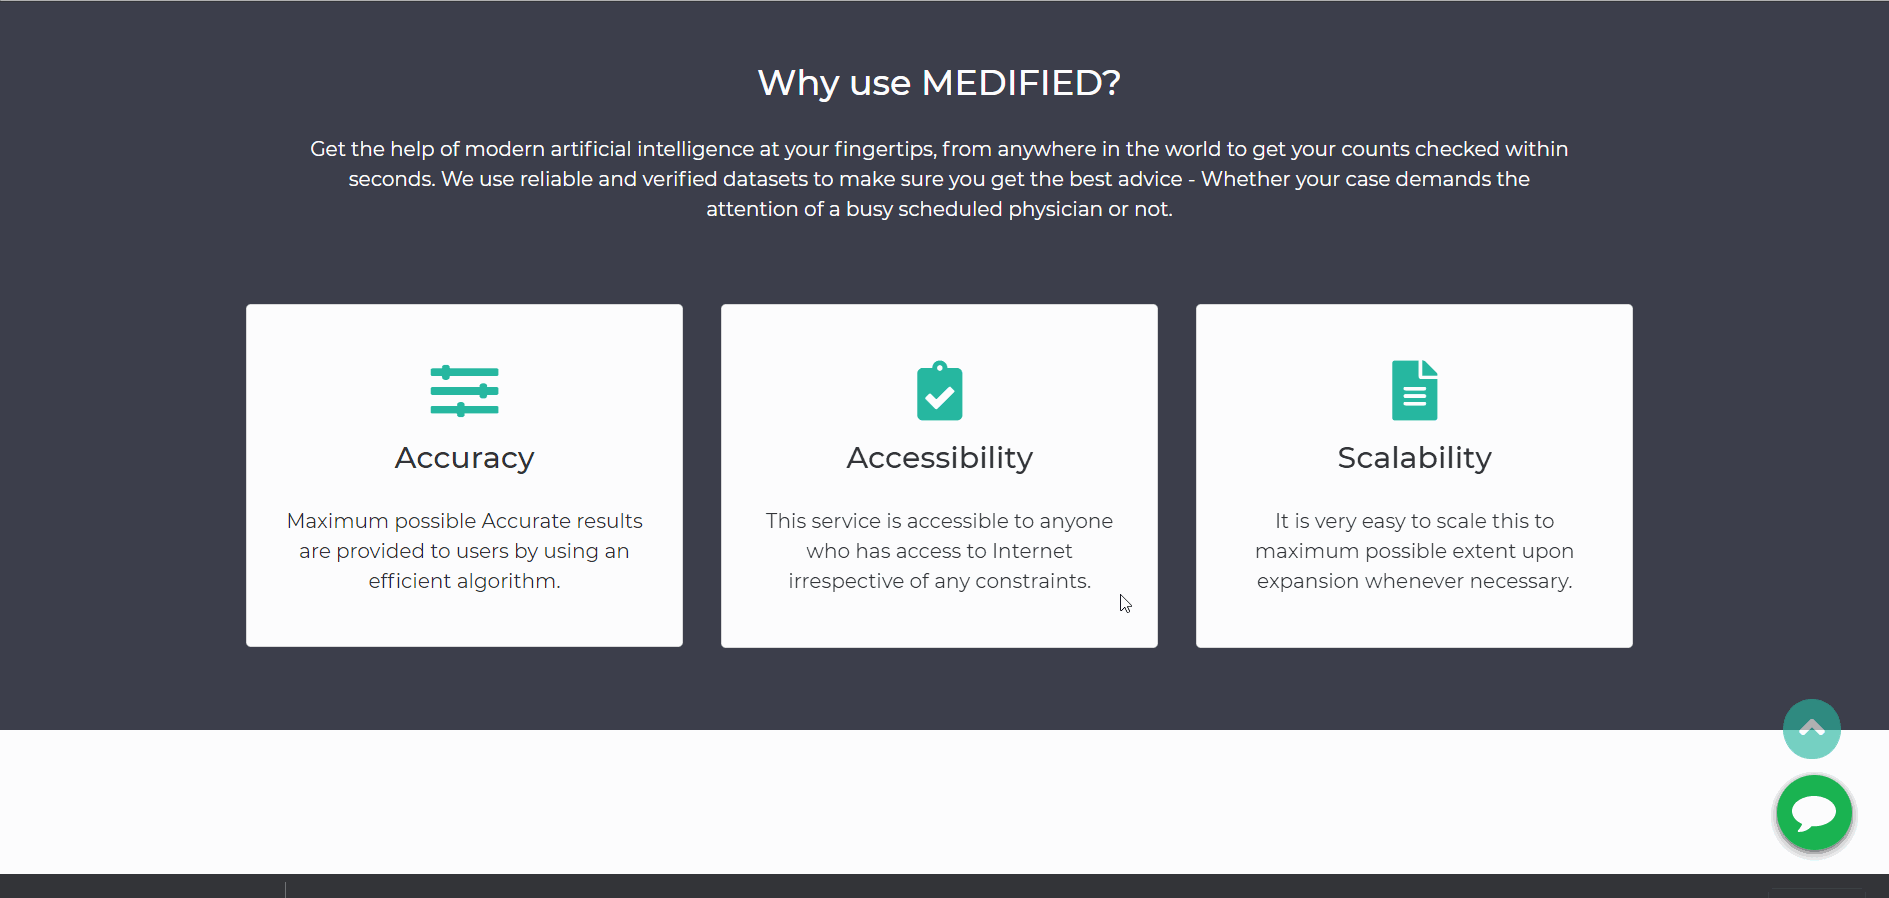 Why use MEDIFIED?
Get the help of modern artificial intelligence at your fingertips, from anywhere in the world to get your counts checked within
seconds. We use reliable and verified datasets to make sure you get the best advice - Whether your case demands the
attention of a busy scheduled physician or not.
Accuracy
Maximum possible Accurate results
are provided to users by using an
efficient algorithm.
Accessibility
This service is accessible to anyone
who has access to Internet
irrespective of any constraints.
Scalability
It is very easy to scale this to
maximum possible extent upon
expansion whenever necessary.